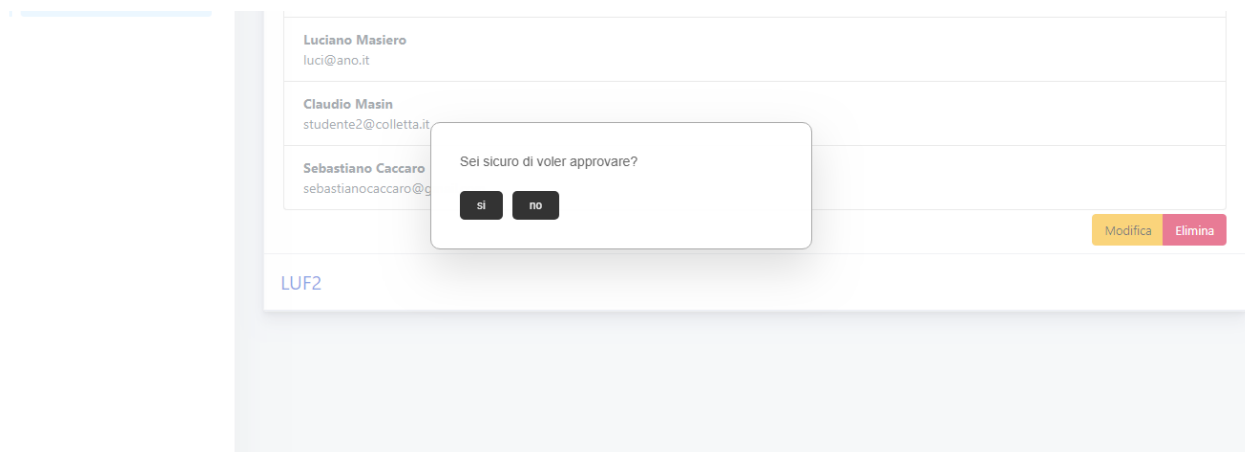 Luciano Masiero
luci@ano.it
Claudio Masin
studente2@colletta.it
Sebastiano Caccaro
sebastianocaccaro@g
Sei sicuro di voler approvare?
si
no
Modifica
Elimina
LUF2